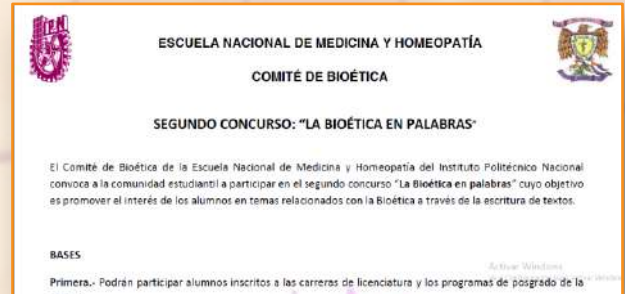 ESCUELA NACIONAL DE MEDICINA Y HOMEOPATÍA
COMITÉ DE BIOÉTICA
SEGUNDO CONCURSO: "LA BIOÉTICA EN PALABRAS"
El Comité de Bioética de la Escuela Nacional de Medicina y Homeopatía del Instituto Politécnico Nacional
convoca a la comunidad estudiantil a participar en el segundo concurso "La Bioética en palabras" cuyo objetivo
es promover el interés de los alumnos en temas relacionados con la Bioética a través de la escritura de textos.
BASES
Activar Windows
Primera.- Podrán participar alumnos inscritos a las carreras de licenciatura y los programas de posgrado de la